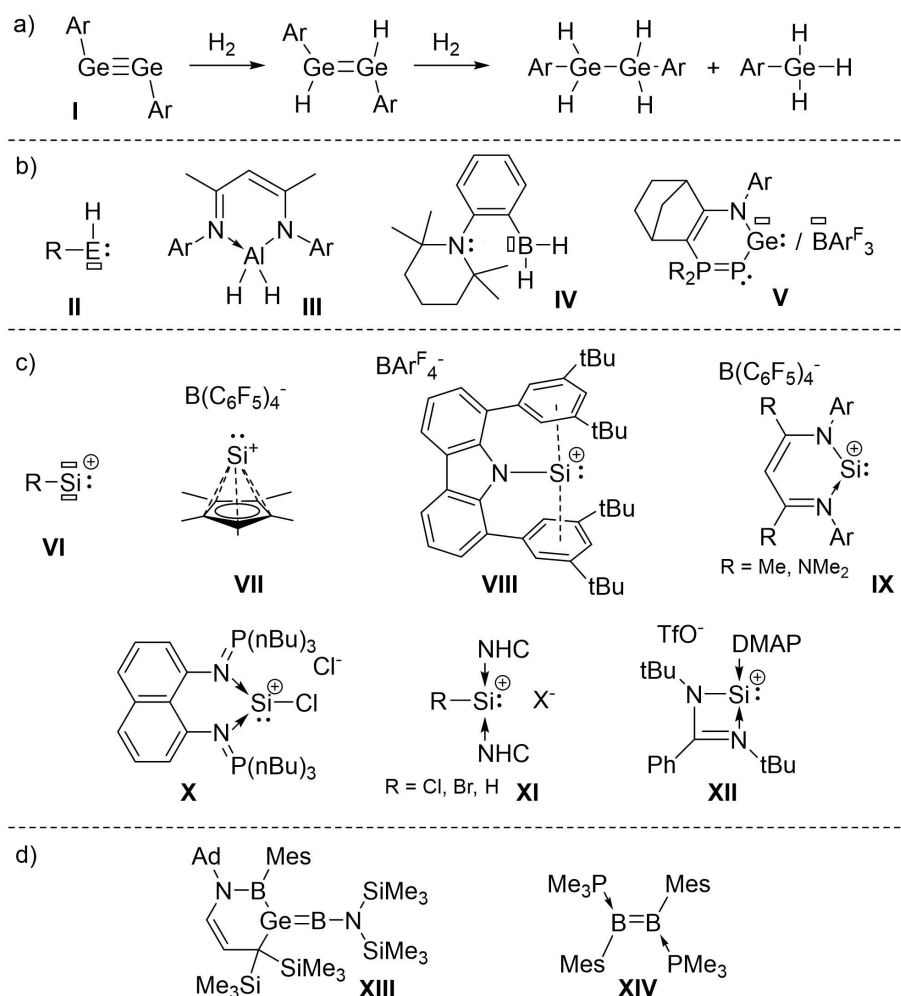 a)
Ar
Ge≡Ge
Ar
I
H2
Ar
H
Ge=Ge
H
Ar
H2
H
H
Ar-Ge-Ge-Ar
H
H
+
H
Ar-Ge-H
H
b)
H
R-E:
II
N
N
Ar
Ar
Al
H
H
III
N:
B-H
H
IV
Ar
N
Ge: / BArF3
R2P=P
V
c)
B(C6F5)4-
BArF4-
tBu
B(C6F5)4-
R-Si: ⊕
VI
Si+
VII
tBu
N
Si: ⊕
tBu
tBu
VIII
R
Ar
N
Si: ⊕
N
R
Ar
R = Me, NMe2
IX
P(nBu)3
N
Cl-
Si-Cl ⊕
N
P(nBu)3
X
NHC
R-Si: ⊕
X-
NHC
R = Cl, Br, H
XI
TfO-
DMAP
tBu
N
Si: ⊕
N
Ph
tBu
XII
d)
Ad
Mes
N-B
SiMe3
Ge=B-N
SiMe3
SiMe3
Me3Si
XIII
Me3P
Mes
B=B
Mes
PMe3
XIV